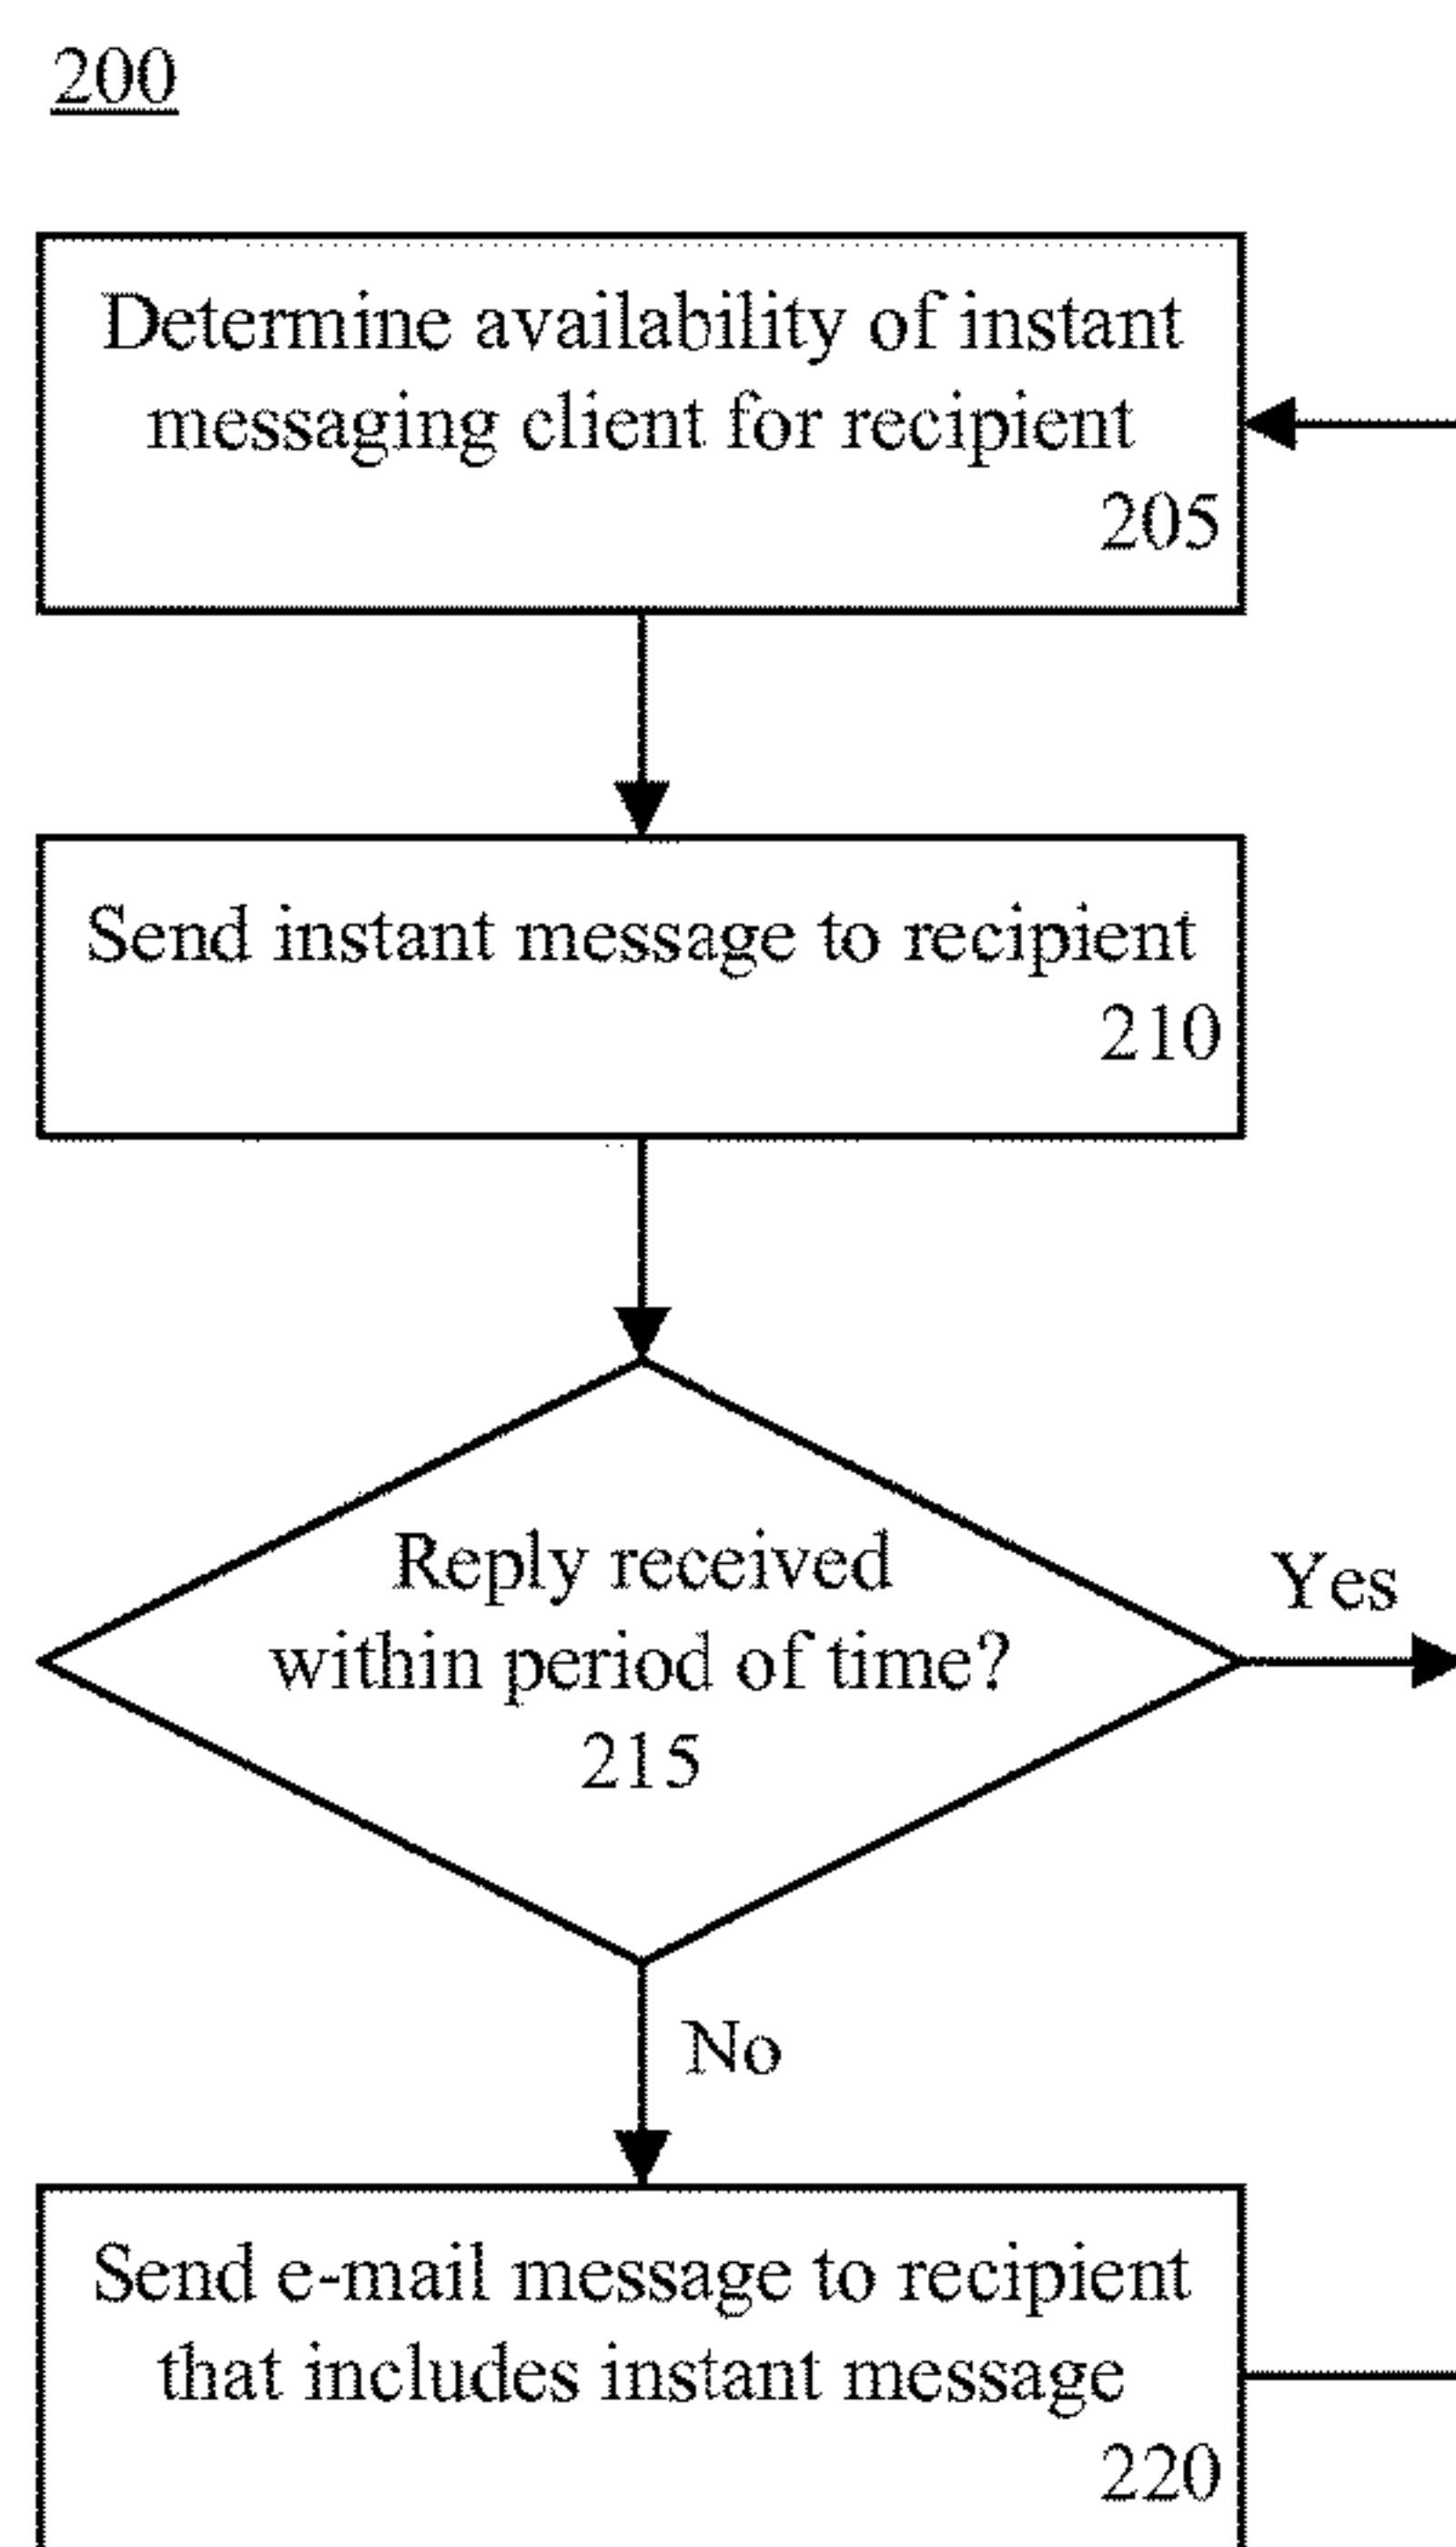 200
Determine availability of instant
messaging client for recipient
205
Send instant message to recipient
210
Reply received
within period of time?
215
Yes
No
Send e-mail message to recipient
that includes instant message
220